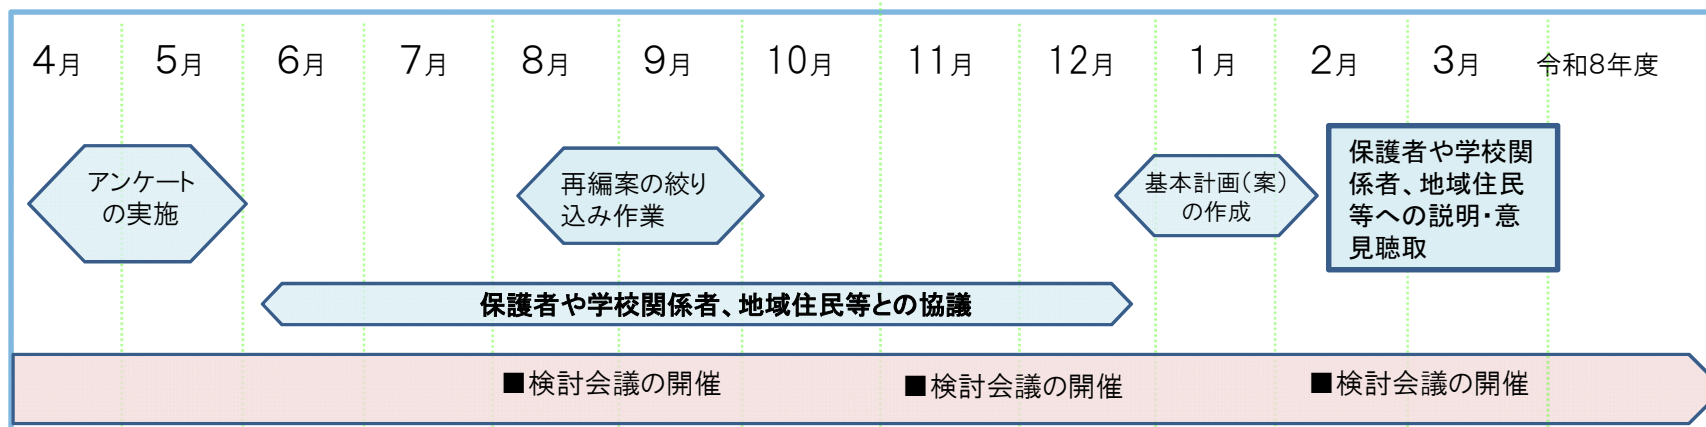 4月 5月 6月 7月 8月 9月 10月 11月 12月 1月 2月 3月 令和8年度
アンケート
の実施
再編案の絞り
込み作業
基本計画(案)
の作成
保護者や学校関
係者、地域住民
等への説明・意
見聴取
保護者や学校関係者、地域住民等との協議
■検討会議の開催 ■検討会議の開催 ■検討会議の開催